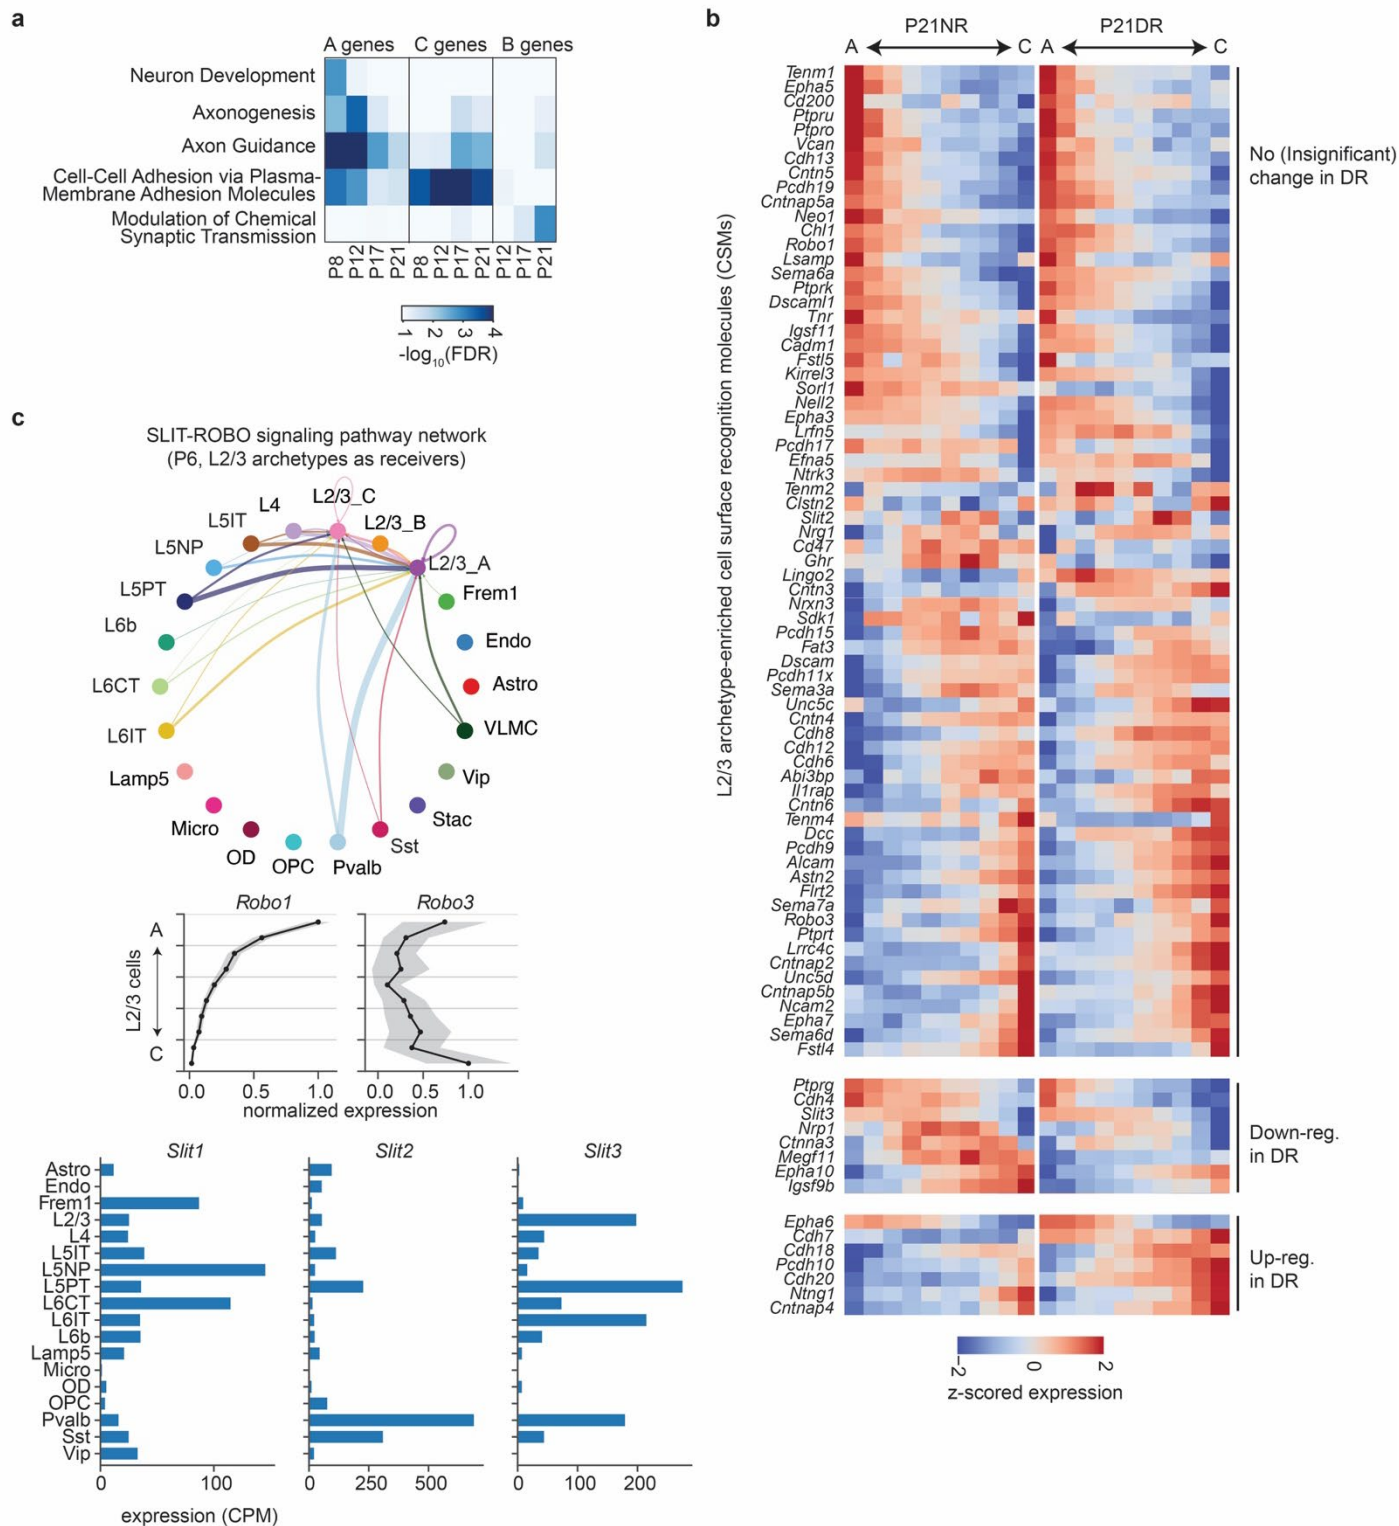 a
A genes
C genes
B genes
Neuron Development
Axonogenesis
Axon Guidance
Cell-Cell Adhesion via Plasma-
Membrane Adhesion Molecules
Modulation of Chemical
Synaptic Transmission
P8
P12
P17
P21
P8
P12
P17
P21
P12
P17
P21
1
2
3
4
-log10(FDR)
b
P21NR
P21DR
A
C
A
C
L2/3 archetype-enriched cell surface recognition molecules (CSMs)
Tenm1
Epha5
Cd200
Ptpru
Ptpro
Vcan
Cdh13
Cntn5
Pcdh19
Cntnap5a
Neo1
Chl1
Robo1
Lsamp
Sema6a
Ptprk
Dscaml1
Tnr
Igsf11
Cadm1
Fstl5
Kirrel3
Sorl1
Nell2
Epha3
Lrfn5
Pcdh17
Efna5
Ntrk3
Tenm2
Clstn2
Slit2
Nrg1
Cd47
Ghr
Lingo2
Cntn3
Nrxn3
Sdk1
Pcdh15
Fat3
Dscam
Pcdh11x
Sema3a
Unc5c
Cntn4
Cdh8
Cdh12
Cdh6
Abi3bp
Il1rap
Cntn6
Tenm4
Dcc
Pcdh9
Alcam
Astn2
Flrt2
Sema7a
Robo3
Ptprt
Lrrc4c
Cntnap2
Unc5d
Cntnap5b
Ncam2
Epha7
Sema6d
Fstl4
No (Insignificant)
change in DR
Ptprg
Cdh4
Slit3
Nrp1
Ctnna3
Megf11
Epha10
Igsf9b
Down-reg.
in DR
Epha6
Cdh7
Cdh18
Pcdh10
Cdh20
Ntng1
Cntnap4
Up-reg.
in DR
-2
0
2
z-scored expression
c
SLIT-ROBO signaling pathway network
(P6, L2/3 archetypes as receivers)
L2/3_C
L4
L2/3_B
L5IT
L2/3_A
L5NP
Frem1
L5PT
Endo
L6b
Astro
L6CT
VLMC
L6IT
Vip
Lamp5
Stac
Micro
Sst
OD
OPC
Pvalb
Robo1
Robo3
A
L2/3 cells
C
0.0
0.5
1.0
0.0
0.5
1.0
normalized expression
Slit1
Slit2
Slit3
Astro
Endo
Frem1
L2/3
L4
L5IT
L5NP
L5PT
L6CT
L6IT
L6b
Lamp5
Micro
OD
OPC
Pvalb
Sst
Vip
0
100
0
250
500
0
100
200
expression (CPM)